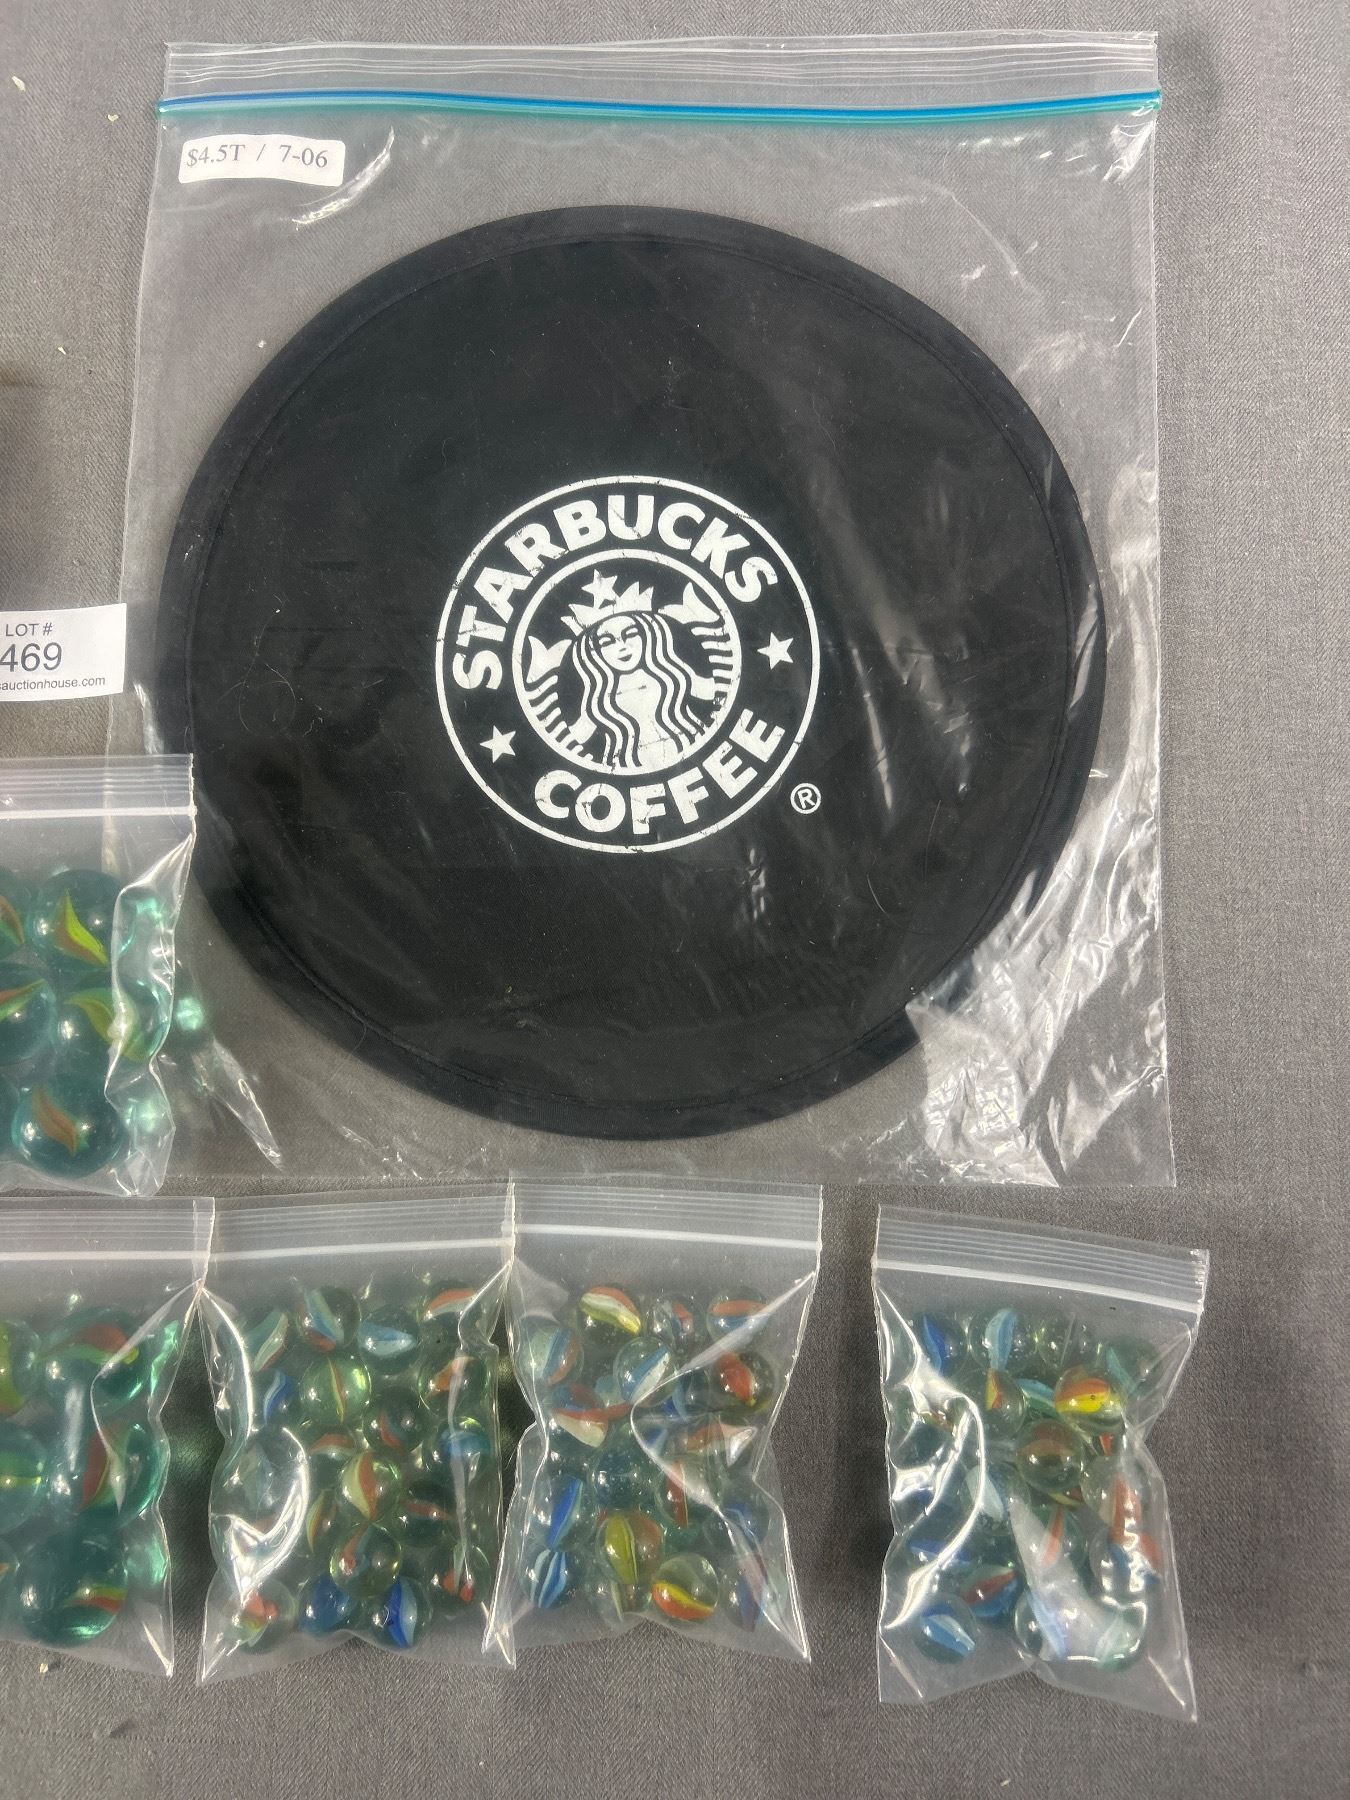 $4.5T / 7-06
STARBUCKS
COFFEE
®
LOT #
469
auctionhouse.com